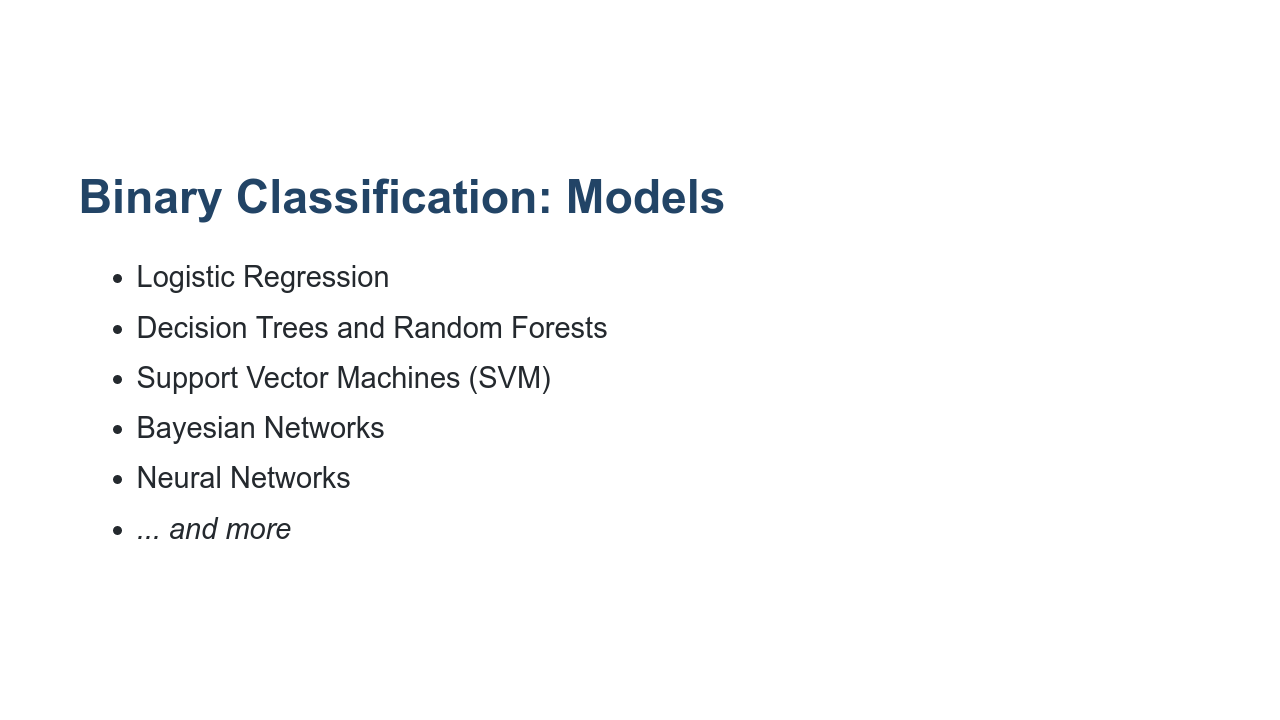 Binary Classification: Models
• Logistic Regression
• Decision Trees and Random Forests
• Support Vector Machines (SVM)
• Bayesian Networks
• Neural Networks
• ... and more